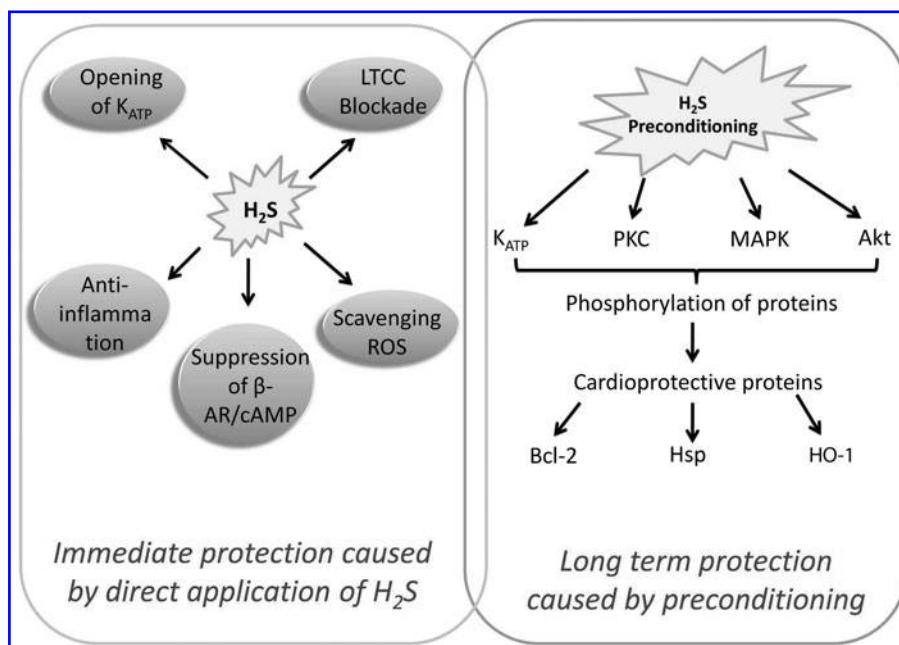 Opening
of K_ATP
LTCC
Blockade
H₂S
Anti-
inflamma
tion
Suppression
of β-
AR/cAMP
Scavenging
ROS
Immediate protection caused
by direct application of H₂S
H₂S
Preconditioning
K_ATP PKC MAPK Akt
Phosphorylation of proteins
Cardioprotective proteins
Bcl-2 Hsp HO-1
Long term protection
caused by preconditioning